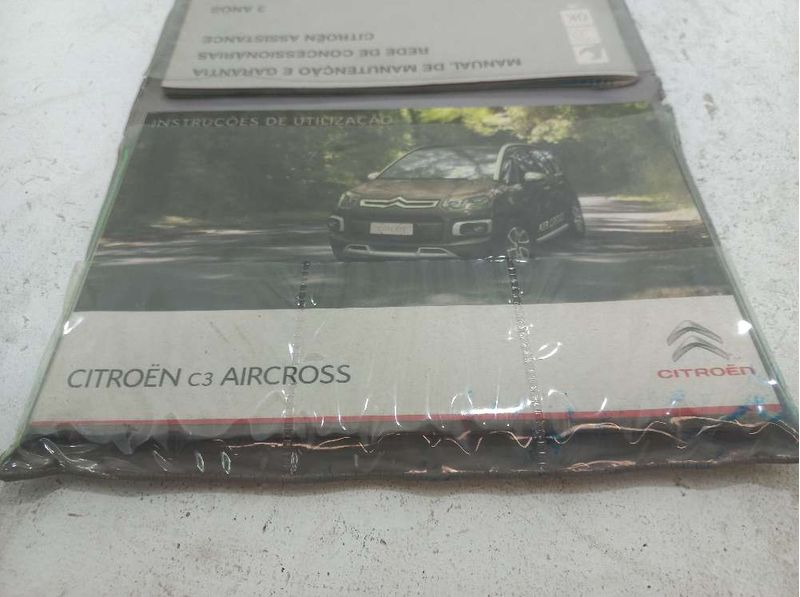 MANUAL DE MANUTENÇÃO E GARANTIA
REDE DE CONCESSIONÁRIAS
CITROËN ASSISTANCE
3 ANOS
INSTRUÇÕES DE UTILIZAÇÃO
CITROËN C3 AIRCROSS
CITROËN